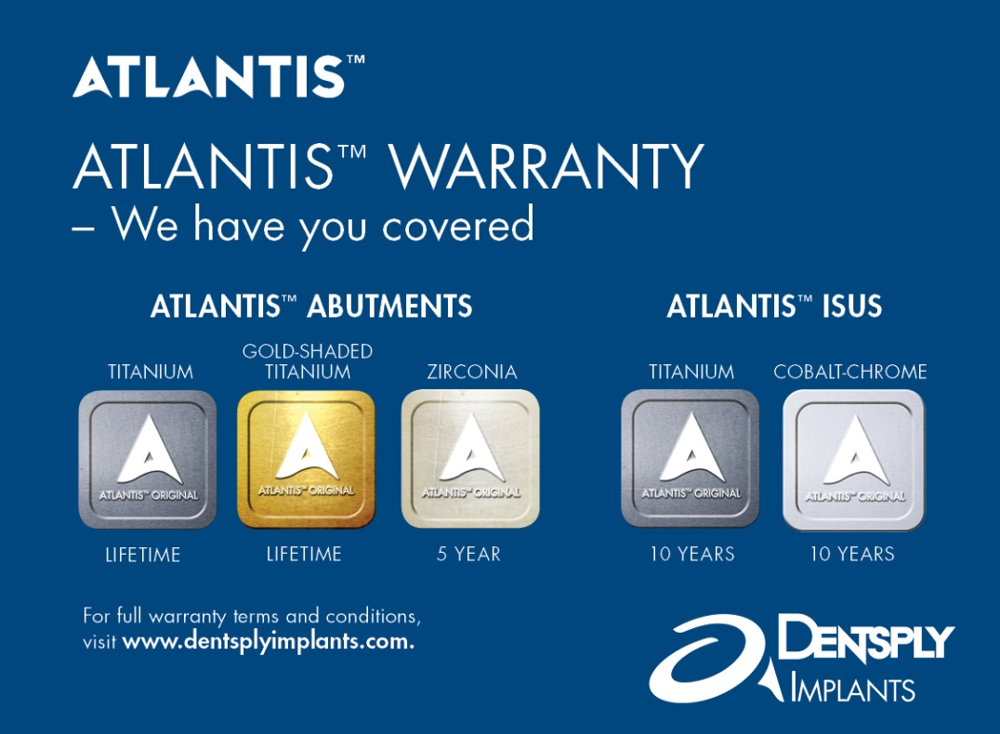 ATLANTIS™
ATLANTIS™ WARRANTY
– We have you covered
ATLANTIS™ ABUTMENTS
TITANIUM
GOLD-SHADED
TITANIUM
ZIRCONIA
ATLANTIS™ ORIGINAL
ATLANTIS™ ORIGINAL
ATLANTIS™ ORIGINAL
LIFETIME
LIFETIME
5 YEAR
ATLANTIS™ ISUS
TITANIUM
COBALT-CHROME
ATLANTIS™ ORIGINAL
ATLANTIS™ ORIGINAL
10 YEARS
10 YEARS
For full warranty terms and conditions,
visit www.dentsplyimplants.com.
DENTSPLY
IMPLANTS